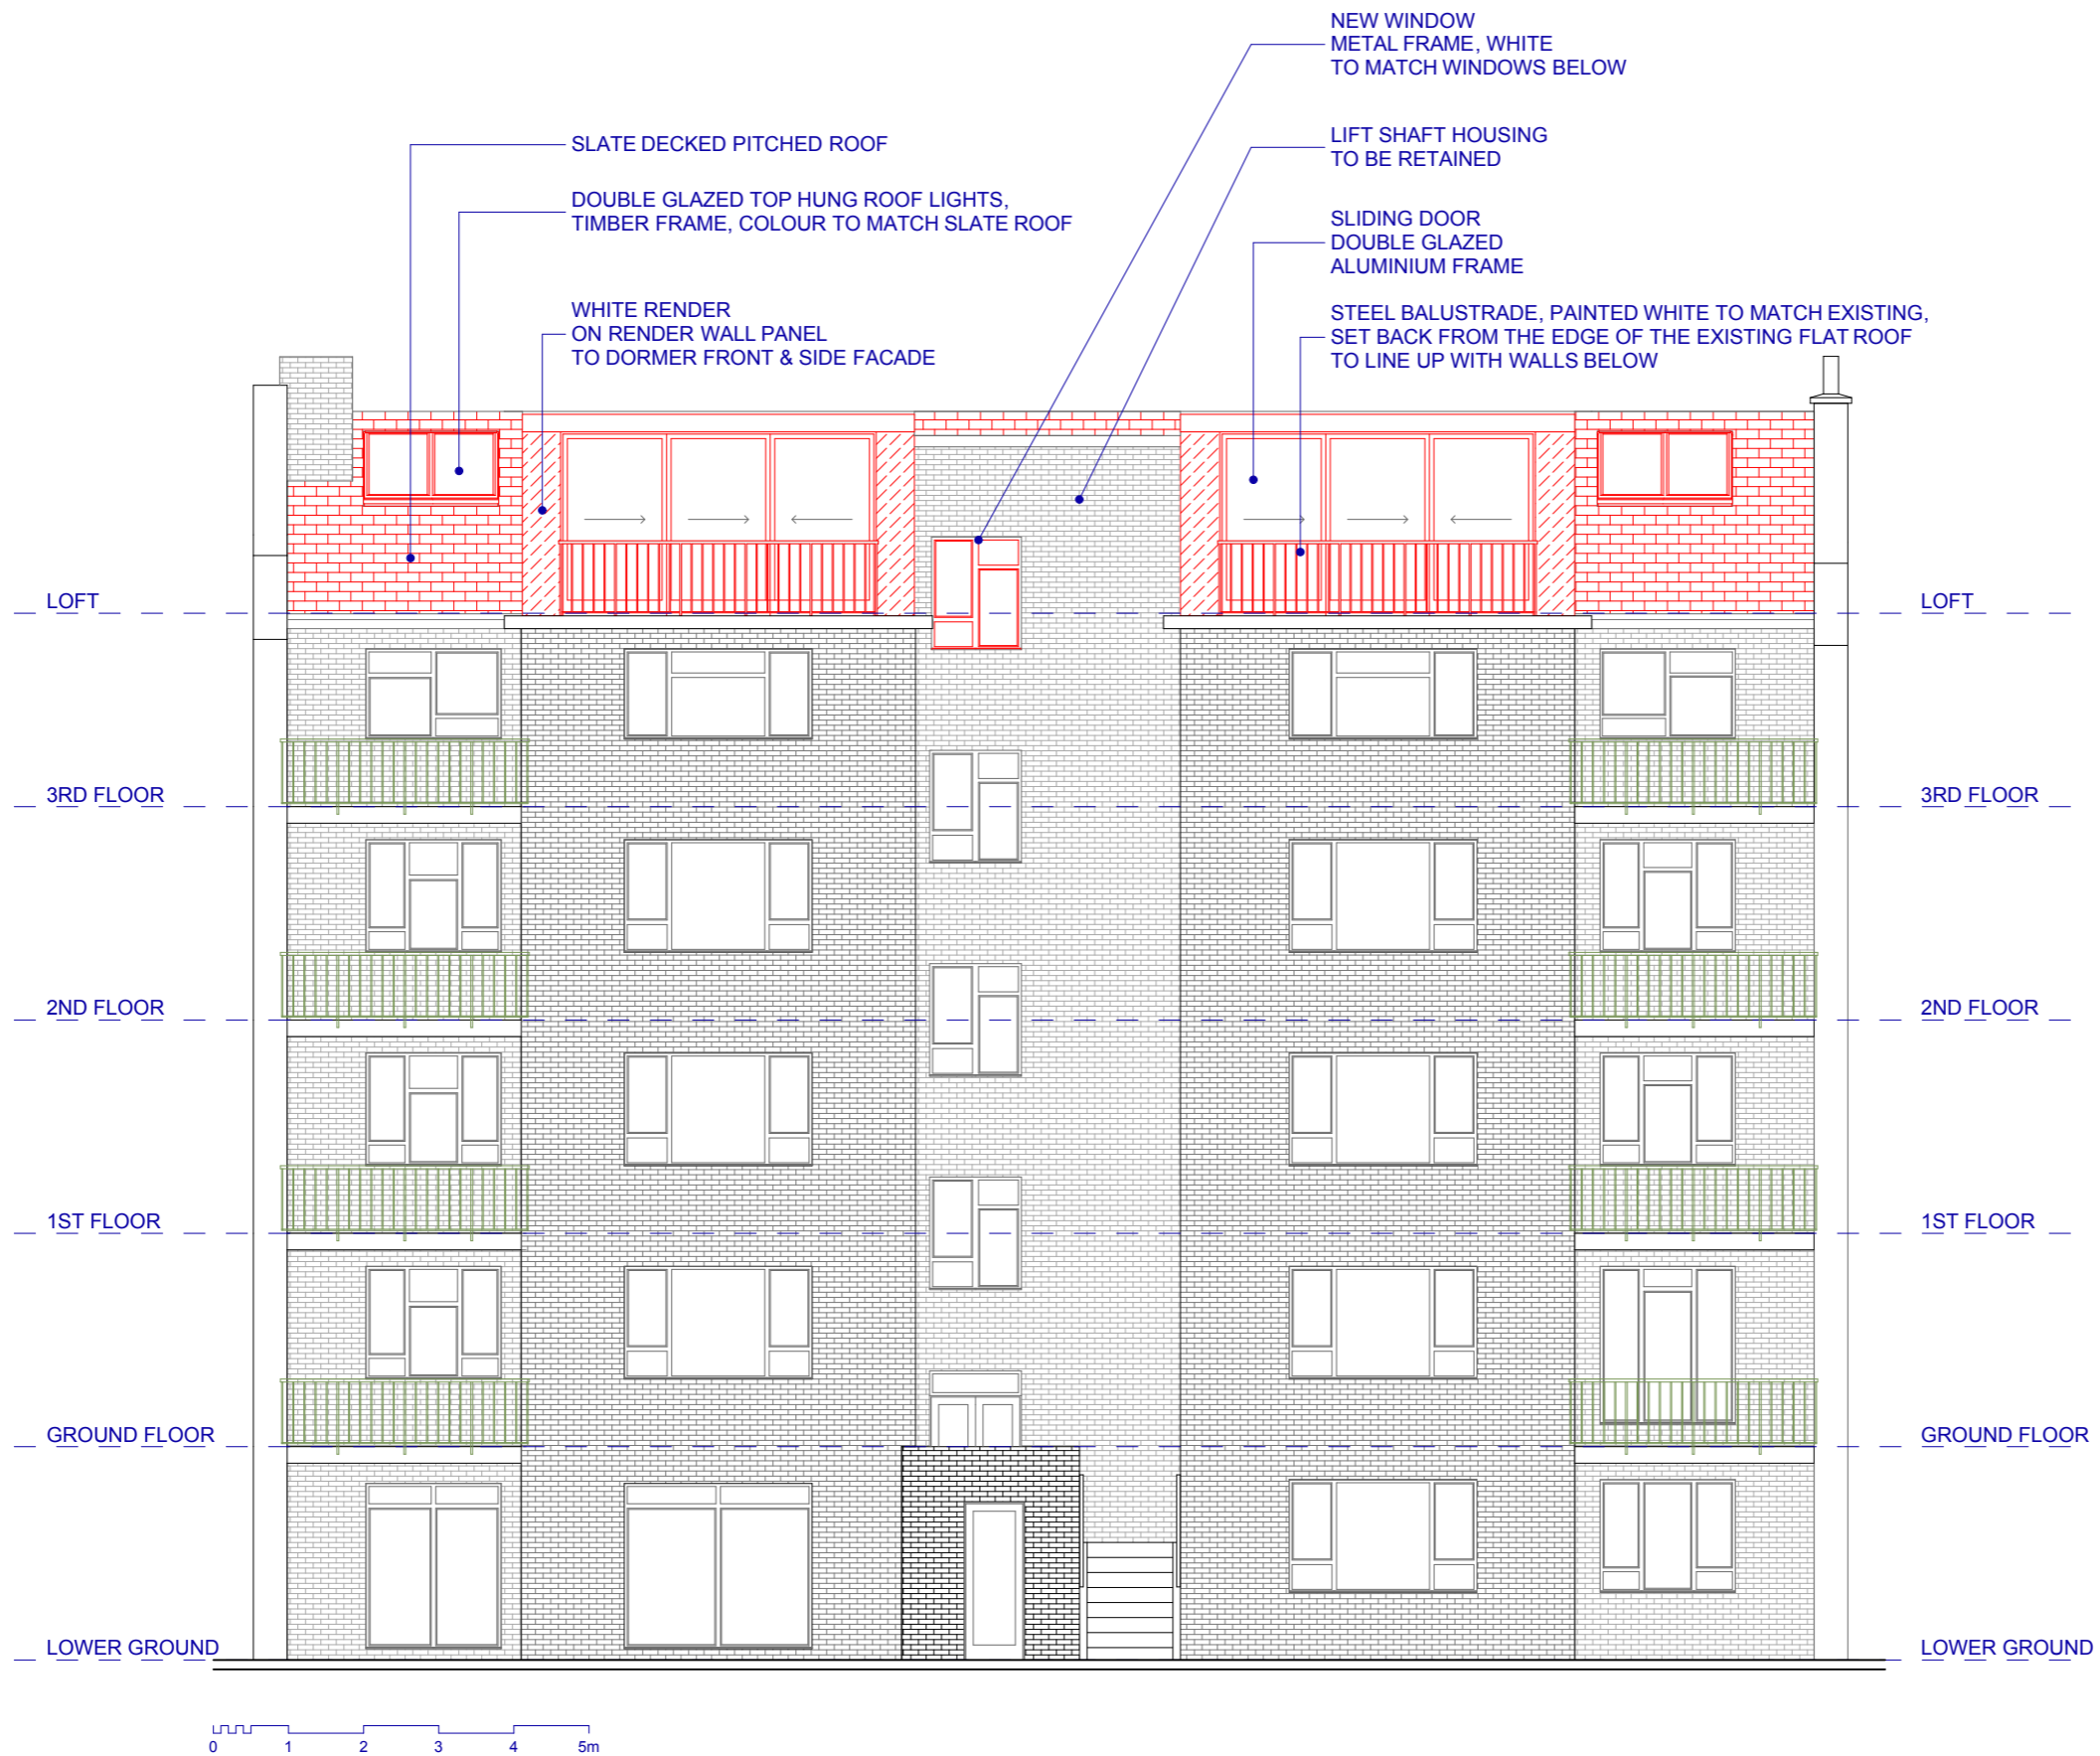 NEW WINDOW
METAL FRAME, WHITE
TO MATCH WINDOWS BELOW
SLATE DECKED PITCHED ROOF
LIFT SHAFT HOUSING
TO BE RETAINED
DOUBLE GLAZED TOP HUNG ROOF LIGHTS,
TIMBER FRAME, COLOUR TO MATCH SLATE ROOF
SLIDING DOOR
DOUBLE GLAZED
ALUMINIUM FRAME
WHITE RENDER
ON RENDER WALL PANEL
TO DORMER FRONT & SIDE FACADE
STEEL BALUSTRADE, PAINTED WHITE TO MATCH EXISTING,
SET BACK FROM THE EDGE OF THE EXISTING FLAT ROOF
TO LINE UP WITH WALLS BELOW
LOFT
LOFT
3RD FLOOR
3RD FLOOR
2ND FLOOR
2ND FLOOR
1ST FLOOR
1ST FLOOR
GROUND FLOOR
GROUND FLOOR
LOWER GROUND
LOWER GROUND
0 1 2 3 4 5m